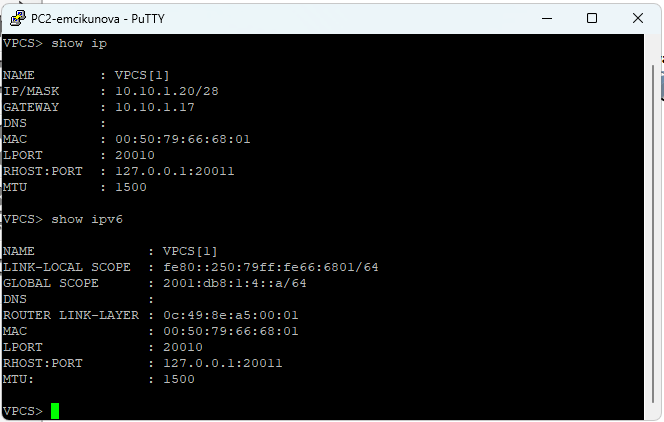 PC2-emcikunova - PuTTY
VPCS> show ip
NAME        : VPCS[1]
IP/MASK     : 10.10.1.20/28
GATEWAY     : 10.10.1.17
DNS         :
MAC         : 00:50:79:66:68:01
LPORT       : 20010
RHOST:PORT  : 127.0.0.1:20011
MTU         : 1500
VPCS> show ipv6
NAME              : VPCS[1]
LINK-LOCAL SCOPE  : fe80::250:79ff:fe66:6801/64
GLOBAL SCOPE      : 2001:db8:1:4::a/64
DNS               :
ROUTER LINK-LAYER : 0c:49:8e:a5:00:01
MAC               : 00:50:79:66:68:01
LPORT             : 20010
RHOST:PORT        : 127.0.0.1:20011
MTU:              : 1500
VPCS>